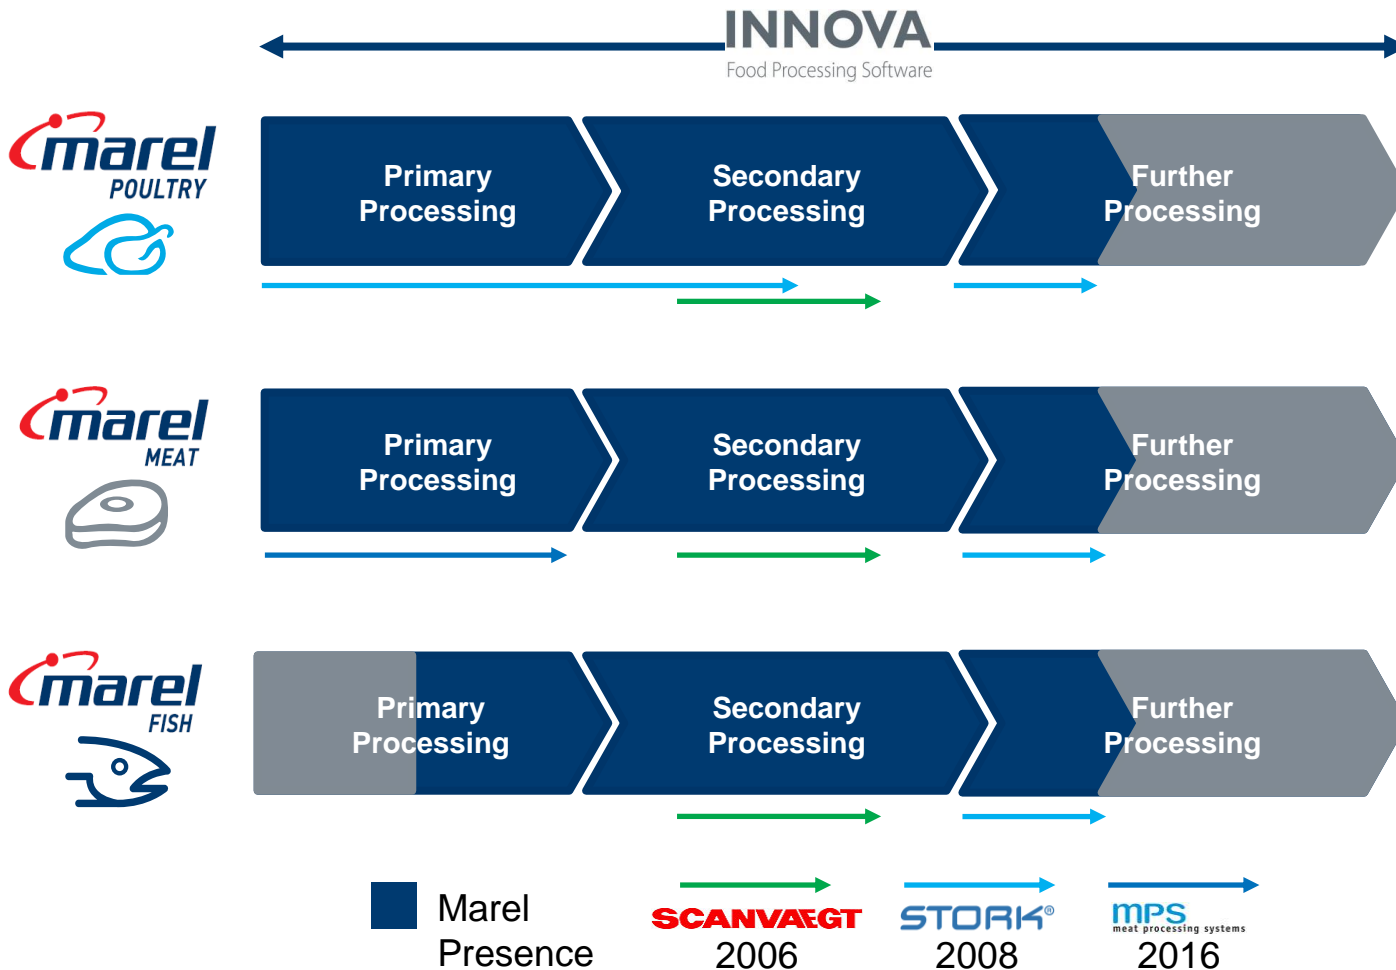 INNOVA
Food Processing Software
marel
POULTRY
Primary
Processing
Secondary
Processing
Further
Processing
marel
MEAT
Primary
Processing
Secondary
Processing
Further
Processing
marel
FISH
Primary
Processing
Secondary
Processing
Further
Processing
Marel
Presence
SCANVAEGT
2006
STORK®
2008
mps
meat processing systems
2016